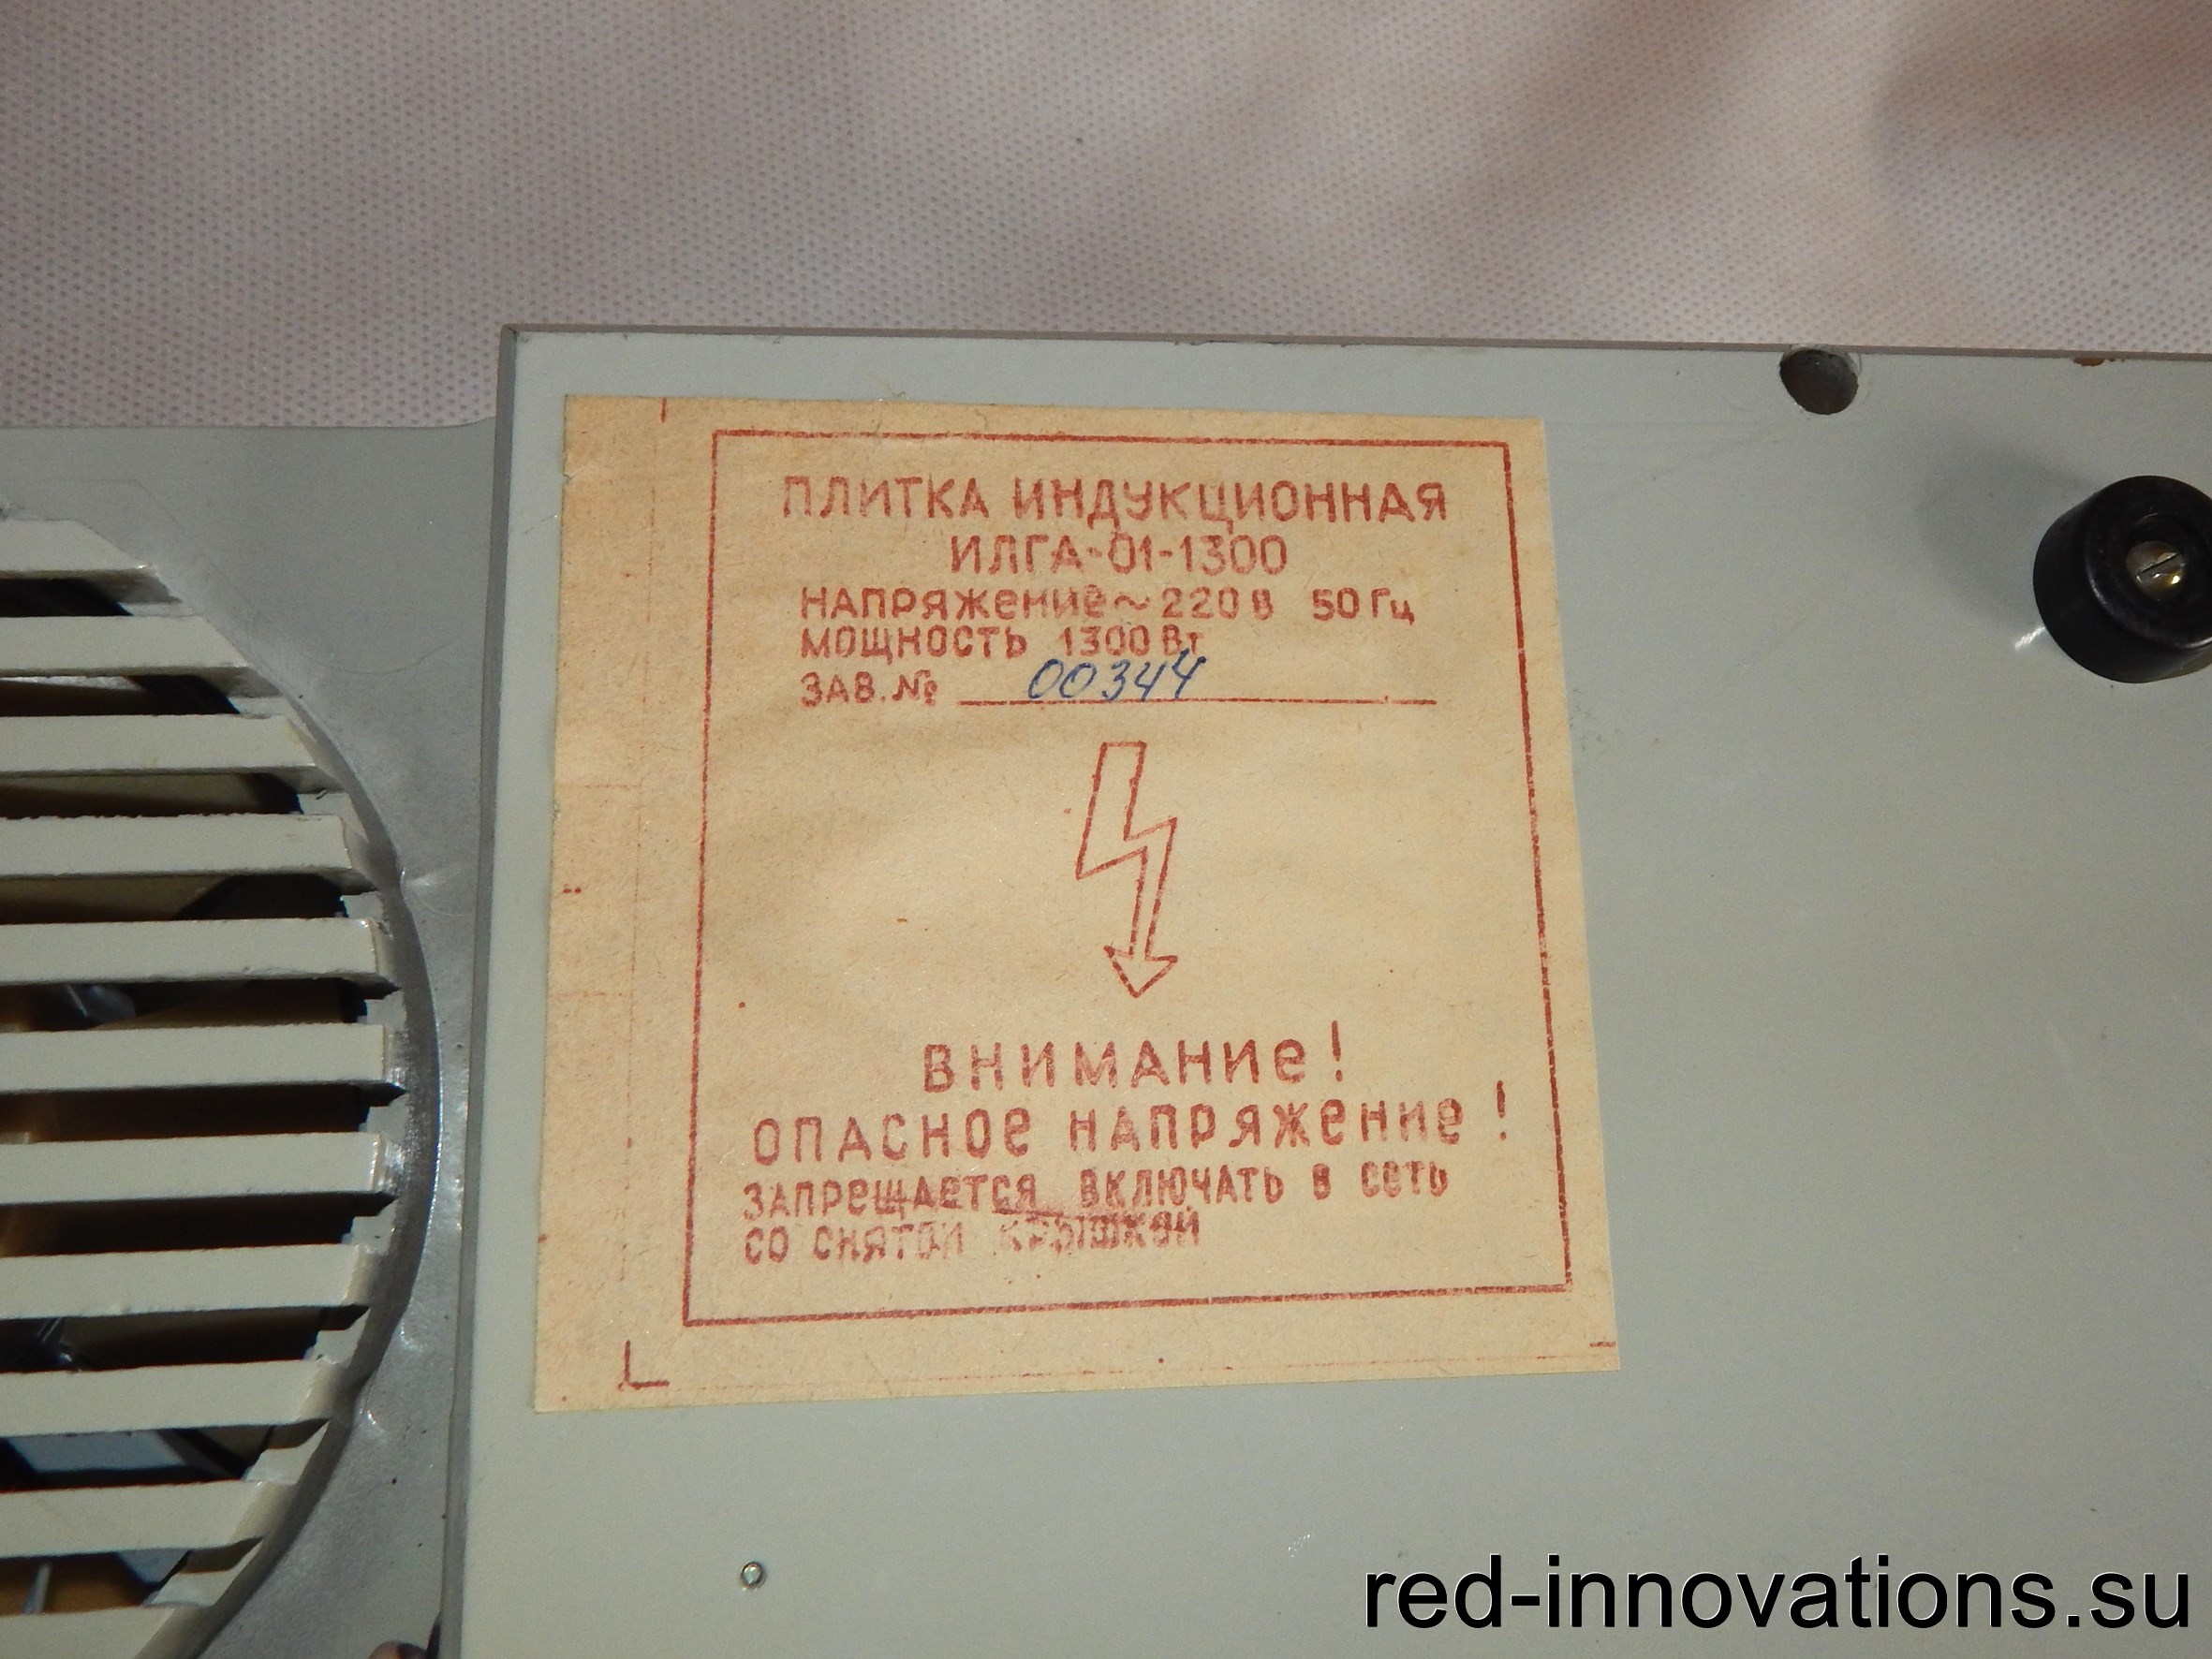 ПЛИТКА ИНДУКЦИОННАЯ
ИЛГА-01-1300
НАПРЯЖЕНИЕ ~ 220 В 50 Гц
МОЩНОСТЬ 1300 Вт
ЗАВ. № 00344
ВНИМАНИЕ!
ОПАСНОЕ НАПРЯЖЕНИЕ!
ЗАПРЕЩАЕТСЯ ВКЛЮЧАТЬ В СЕТЬ
СО СНЯТОЙ КРЫШКОЙ
red-innovations.su